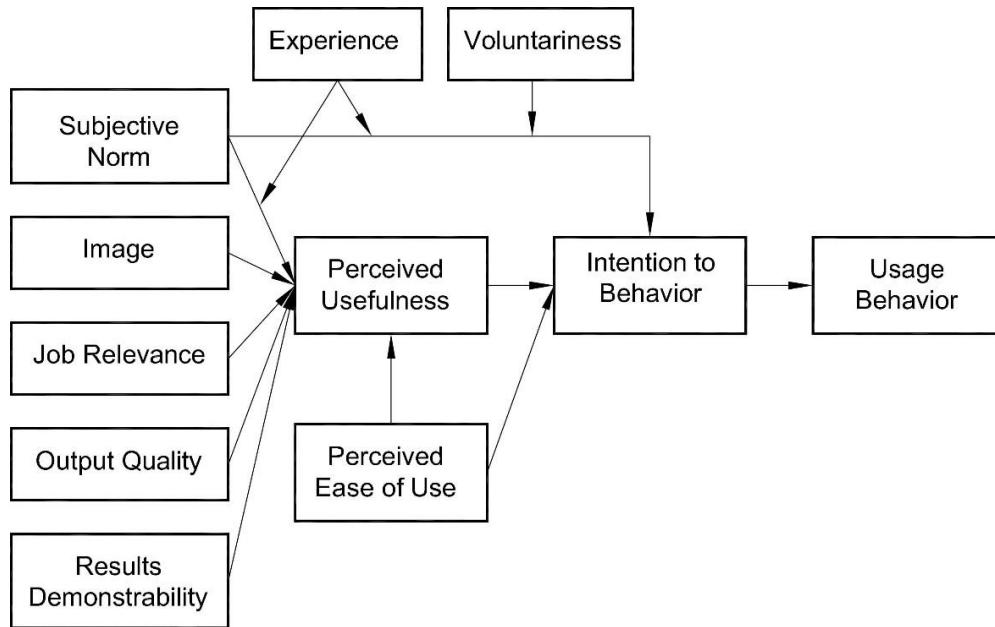 Experience
Voluntariness
Subjective
Norm
Image
Perceived
Usefulness
Intention to
Behavior
Usage
Behavior
Job Relevance
Output Quality
Perceived
Ease of Use
Results
Demonstrability